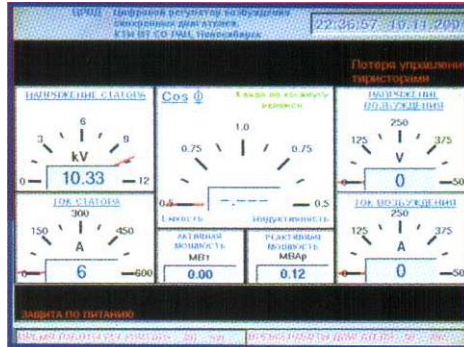 Цифровой регулятор возбуждения
синхронных двигателей.
КТИ ВТ СО РАН, Новосибирск
22:36:57
Потеря управления
тиристорами
НАПРЯЖЕНИЕ СТАТОРА
3 6 9
kV
0 10.33 12
Cos Φ
1.0
0.75 0.75
0.5 -.--- 0.5
Емкость Индуктивность
НАПРЯЖЕНИЕ
ВОЗБУЖДЕНИЯ
125 250 375
V
0 0
ТОК СТАТОРА
150 300 450
A
0 6 600
АКТИВНАЯ
МОЩНОСТЬ
МВт
0.00
РЕАКТИВНАЯ
МОЩНОСТЬ
МВАр
0.12
ТОК ВОЗБУЖДЕНИЯ
125 250 375
A
0 0
ЗАЩИТА ПО ПИТАНИЮ